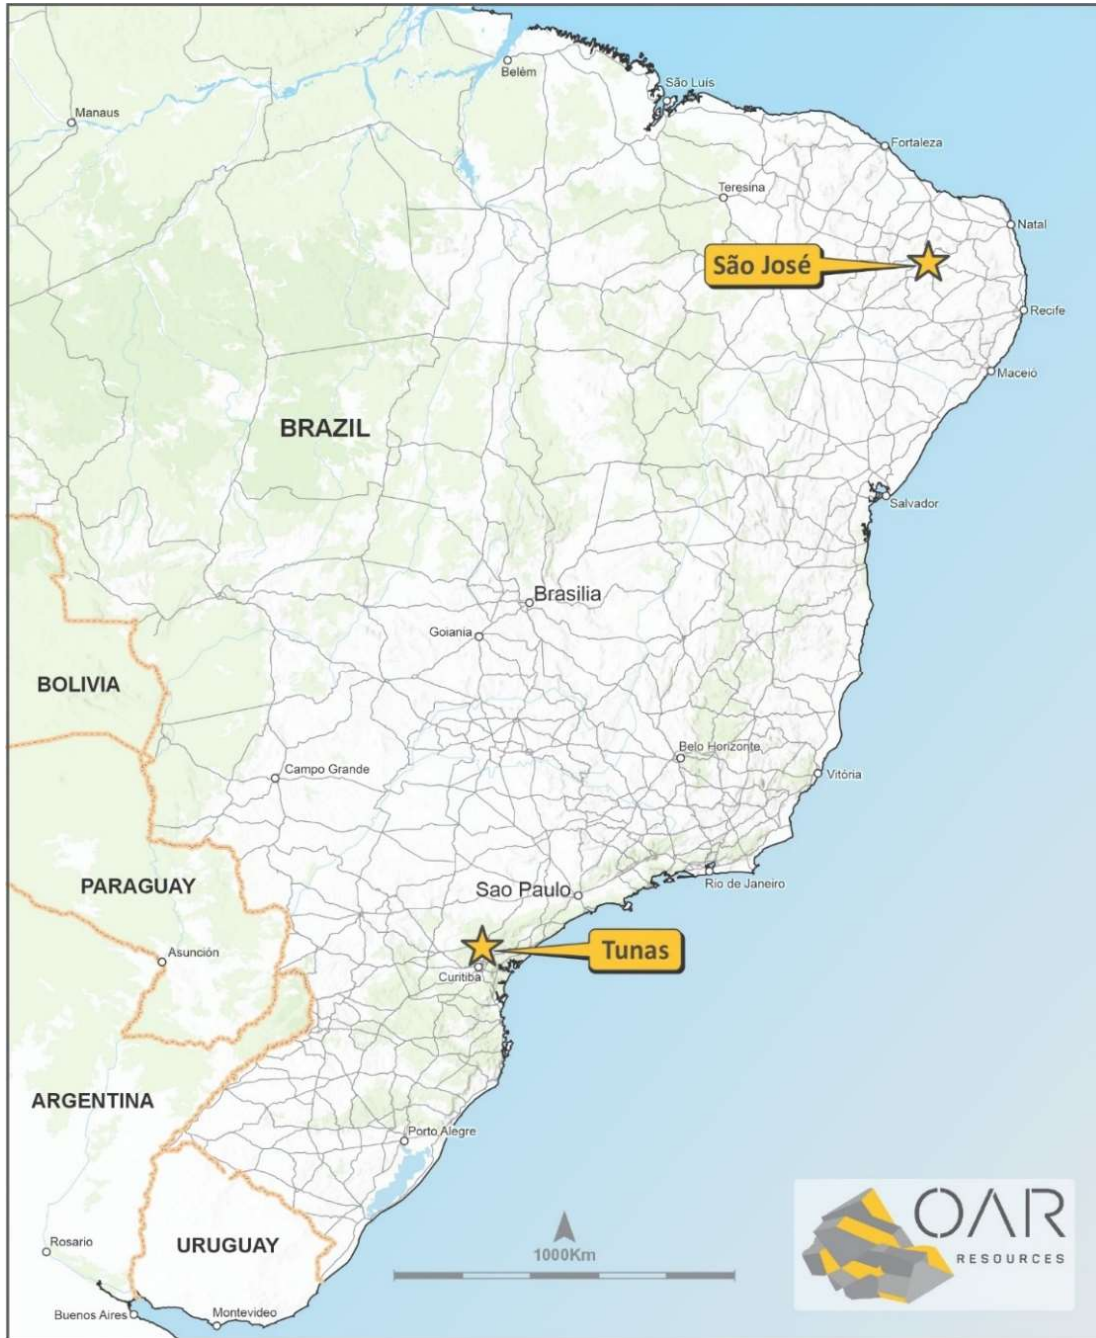 Belém
São Luís
Manaus
Fortaleza
Teresina
Natal
São José
Recife
Maceió
BRAZIL
Salvador
Brasilia
Goiania
BOLIVIA
Belo Horizonte
Campo Grande
Vitória
PARAGUAY
Sao Paulo
Rio de Janeiro
Asunción
Tunas
Curitiba
ARGENTINA
Porto Alegre
OAR
RESOURCES
Rosario
URUGUAY
1000Km
Buenos Aires
Montevideo